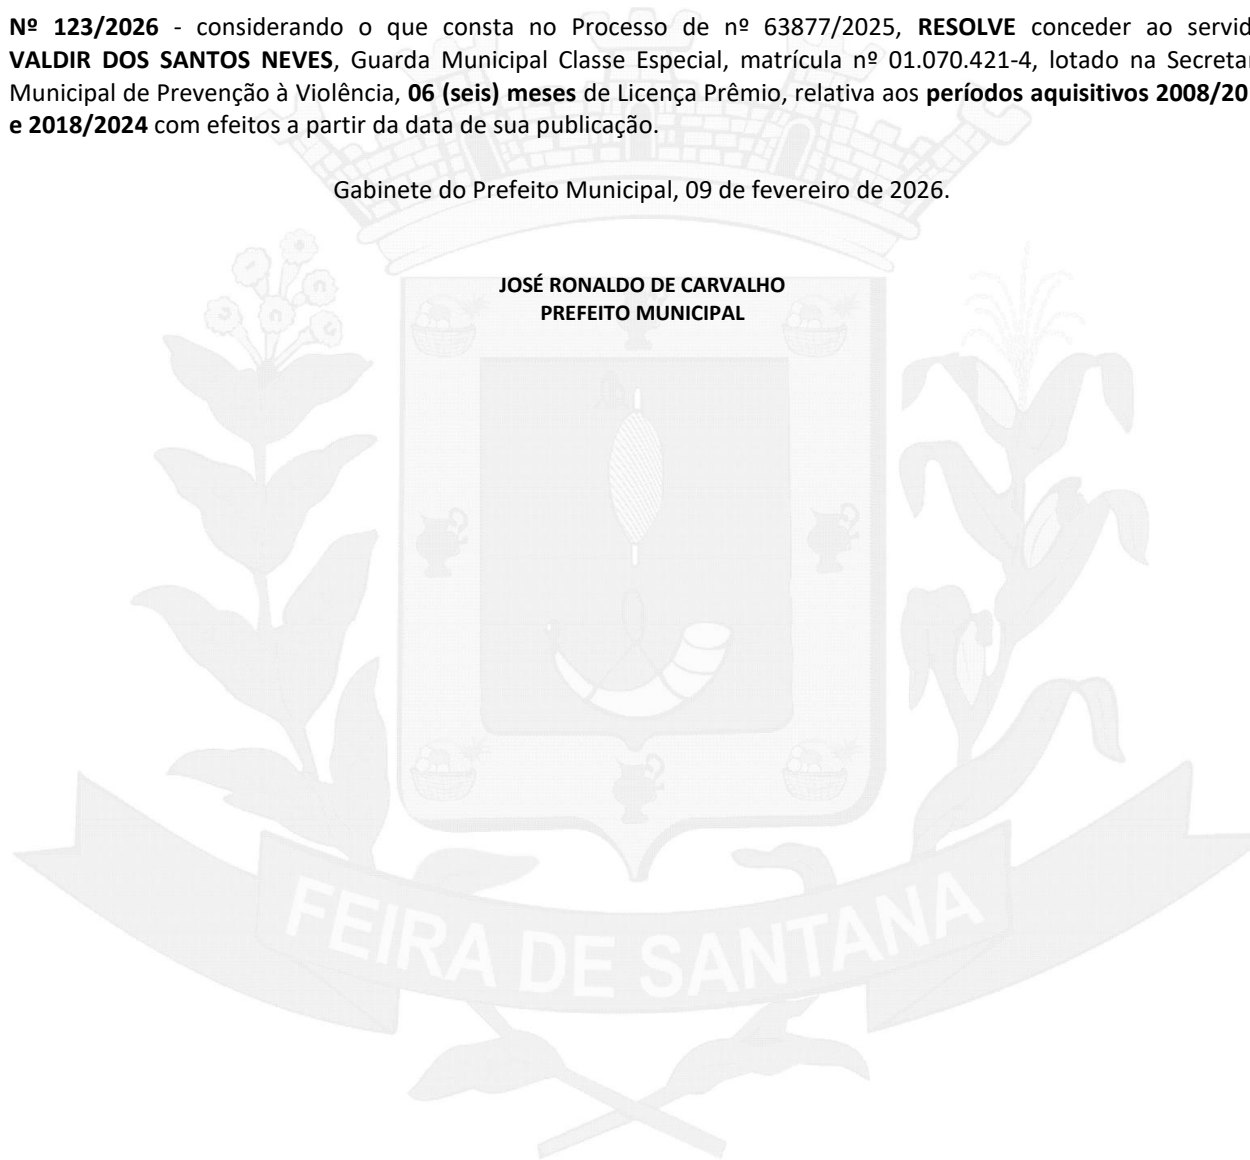 Nº 123/2026 - considerando o que consta no Processo de nº 63877/2025, RESOLVE conceder ao servid
VALDIR DOS SANTOS NEVES, Guarda Municipal Classe Especial, matrícula nº 01.070.421-4, lotado na Secretar
Municipal de Prevenção à Violência, 06 (seis) meses de Licença Prêmio, relativa aos períodos aquisitivos 2008/20
e 2018/2024 com efeitos a partir da data de sua publicação.
Gabinete do Prefeito Municipal, 09 de fevereiro de 2026.
JOSÉ RONALDO DE CARVALHO
PREFEITO MUNICIPAL
FEIRA DE SANTANA